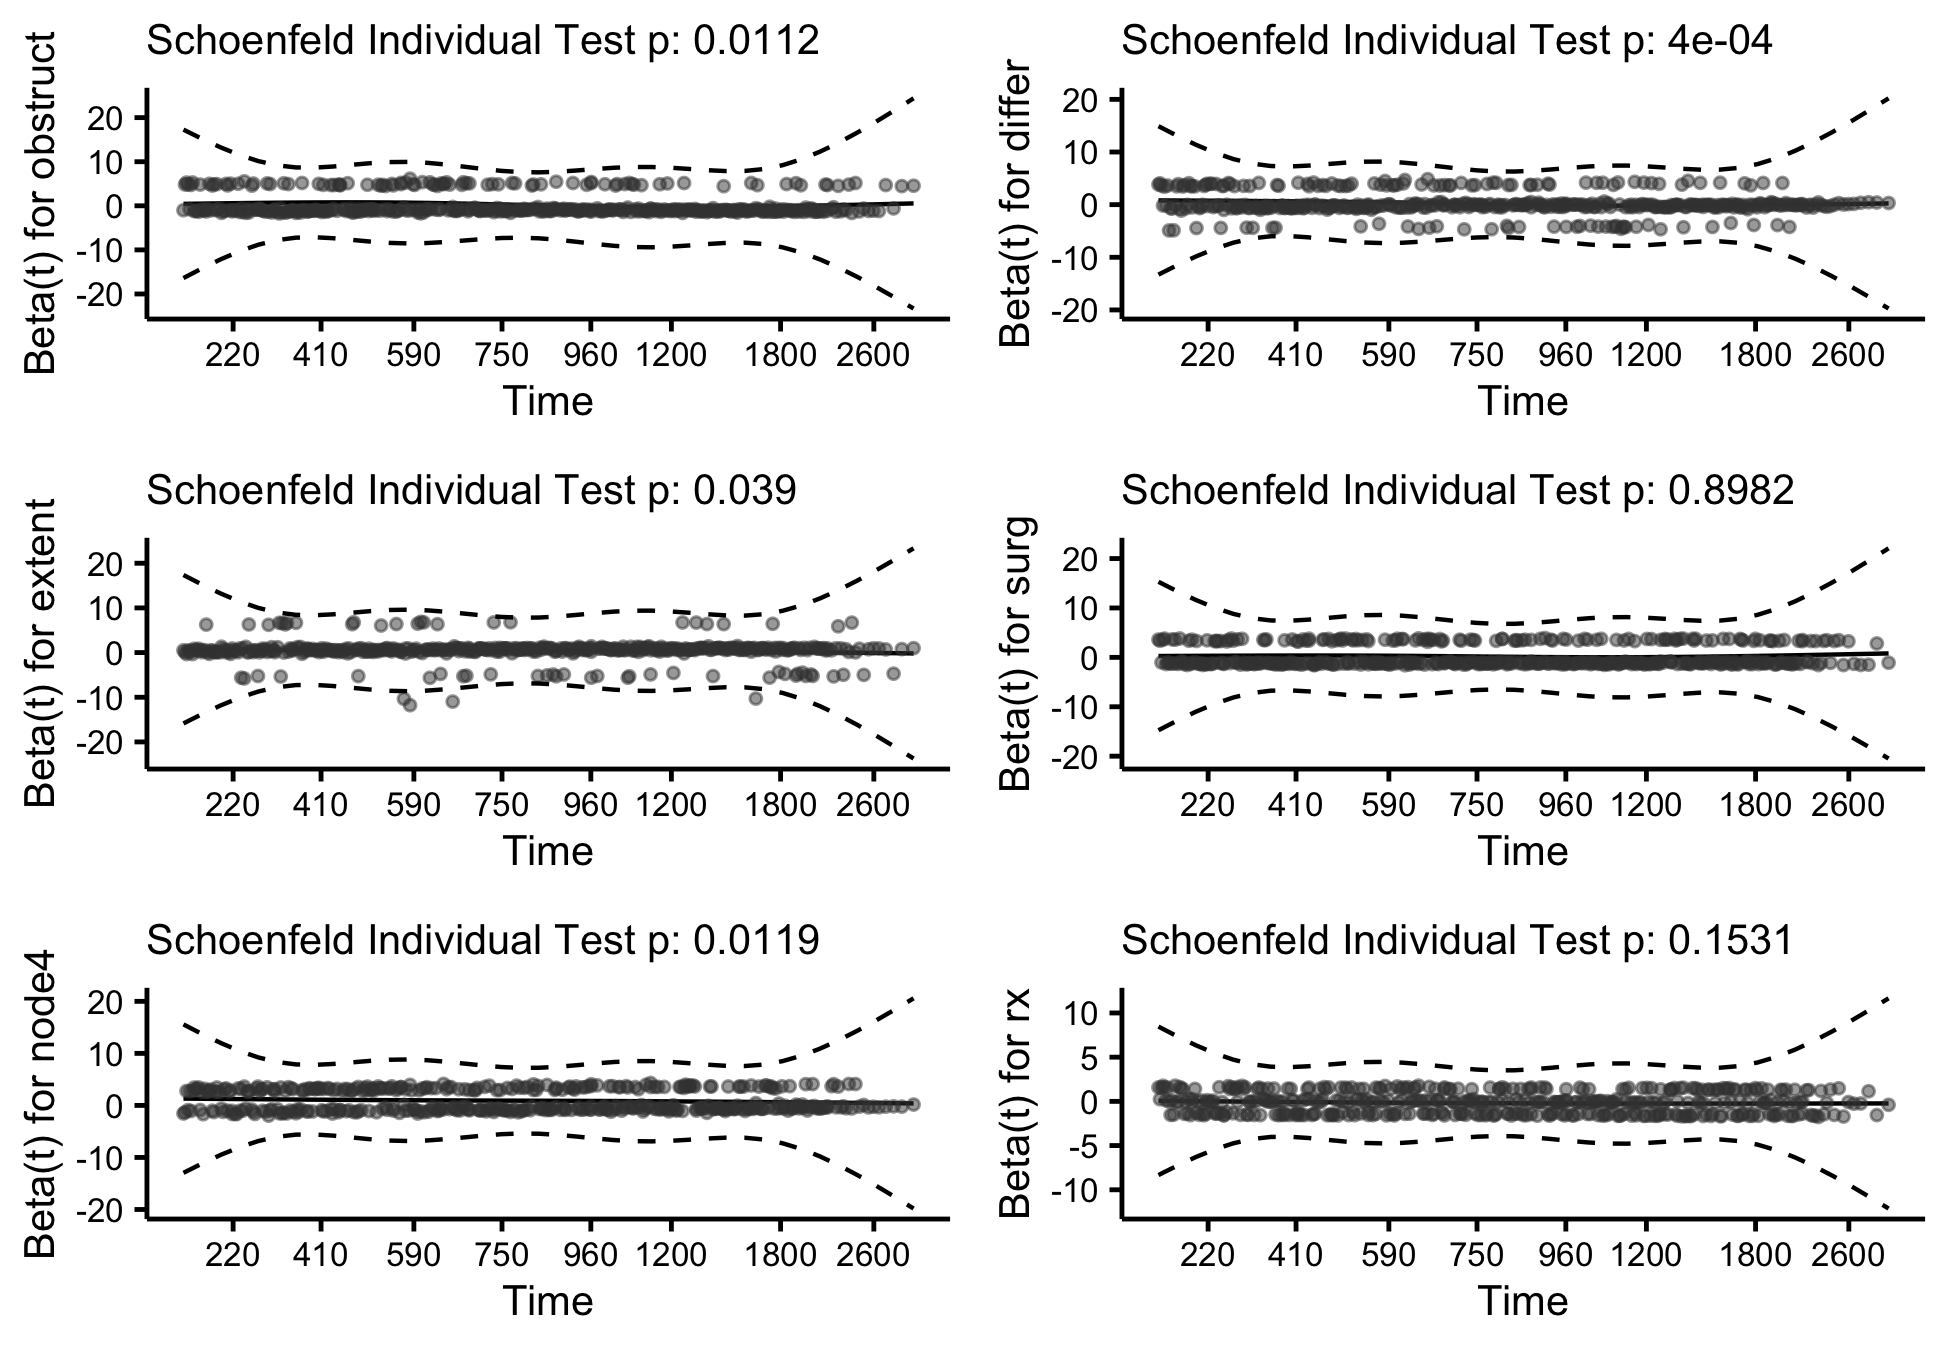 Schoenfeld Individual Test p: 0.0112
Beta(t) for obstruct
20
10
0
-10
-20
220 410 590 750 960 1200 1800 2600
Time
Schoenfeld Individual Test p: 4e-04
Beta(t) for differ
20
10
0
-10
-20
220 410 590 750 960 1200 1800 2600
Time
Schoenfeld Individual Test p: 0.039
Beta(t) for extent
20
10
0
-10
-20
220 410 590 750 960 1200 1800 2600
Time
Schoenfeld Individual Test p: 0.8982
Beta(t) for surg
20
10
0
-10
-20
220 410 590 750 960 1200 1800 2600
Time
Schoenfeld Individual Test p: 0.0119
Beta(t) for node4
20
10
0
-10
-20
220 410 590 750 960 1200 1800 2600
Time
Schoenfeld Individual Test p: 0.1531
Beta(t) for rx
10
5
0
-5
-10
220 410 590 750 960 1200 1800 2600
Time